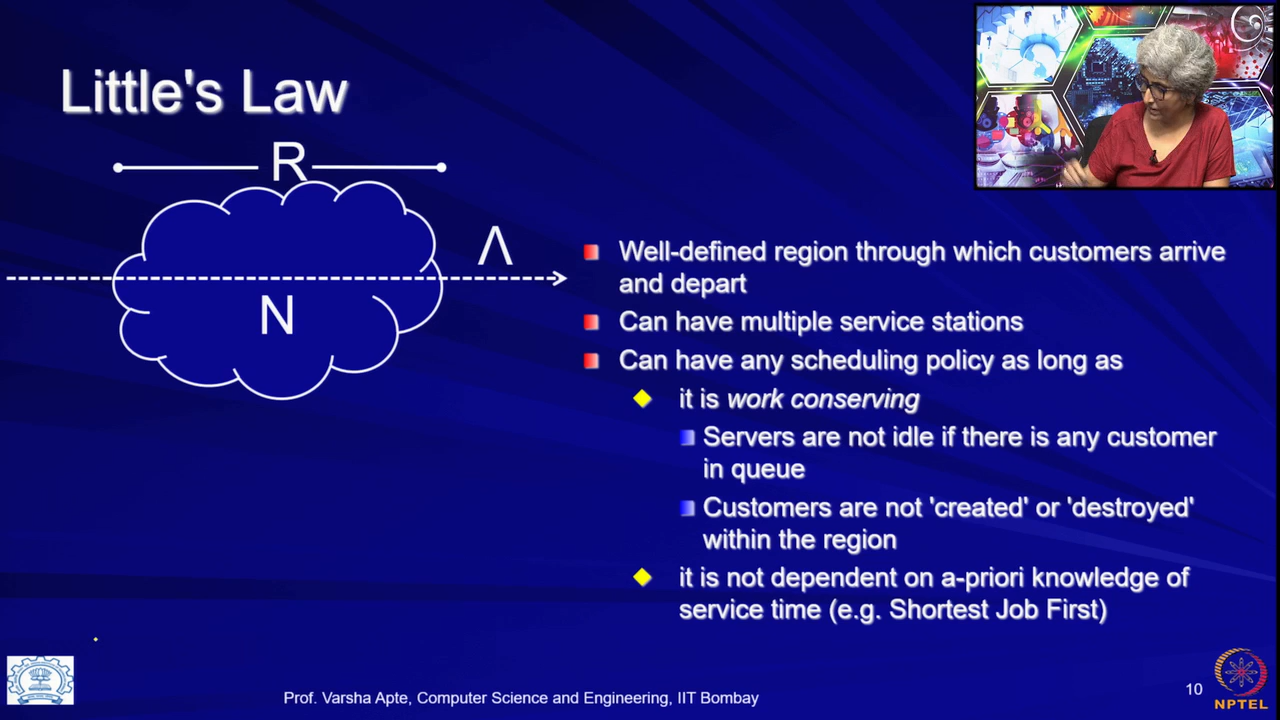 Little's Law
R
Λ
N
Well-defined region through which customers arrive
and depart
Can have multiple service stations
Can have any scheduling policy as long as
it is work conserving
Servers are not idle if there is any customer
in queue
Customers are not 'created' or 'destroyed'
within the region
it is not dependent on a-priori knowledge of
service time (e.g. Shortest Job First)
Prof. Varsha Apte, Computer Science and Engineering, IIT Bombay
10
NPTEL